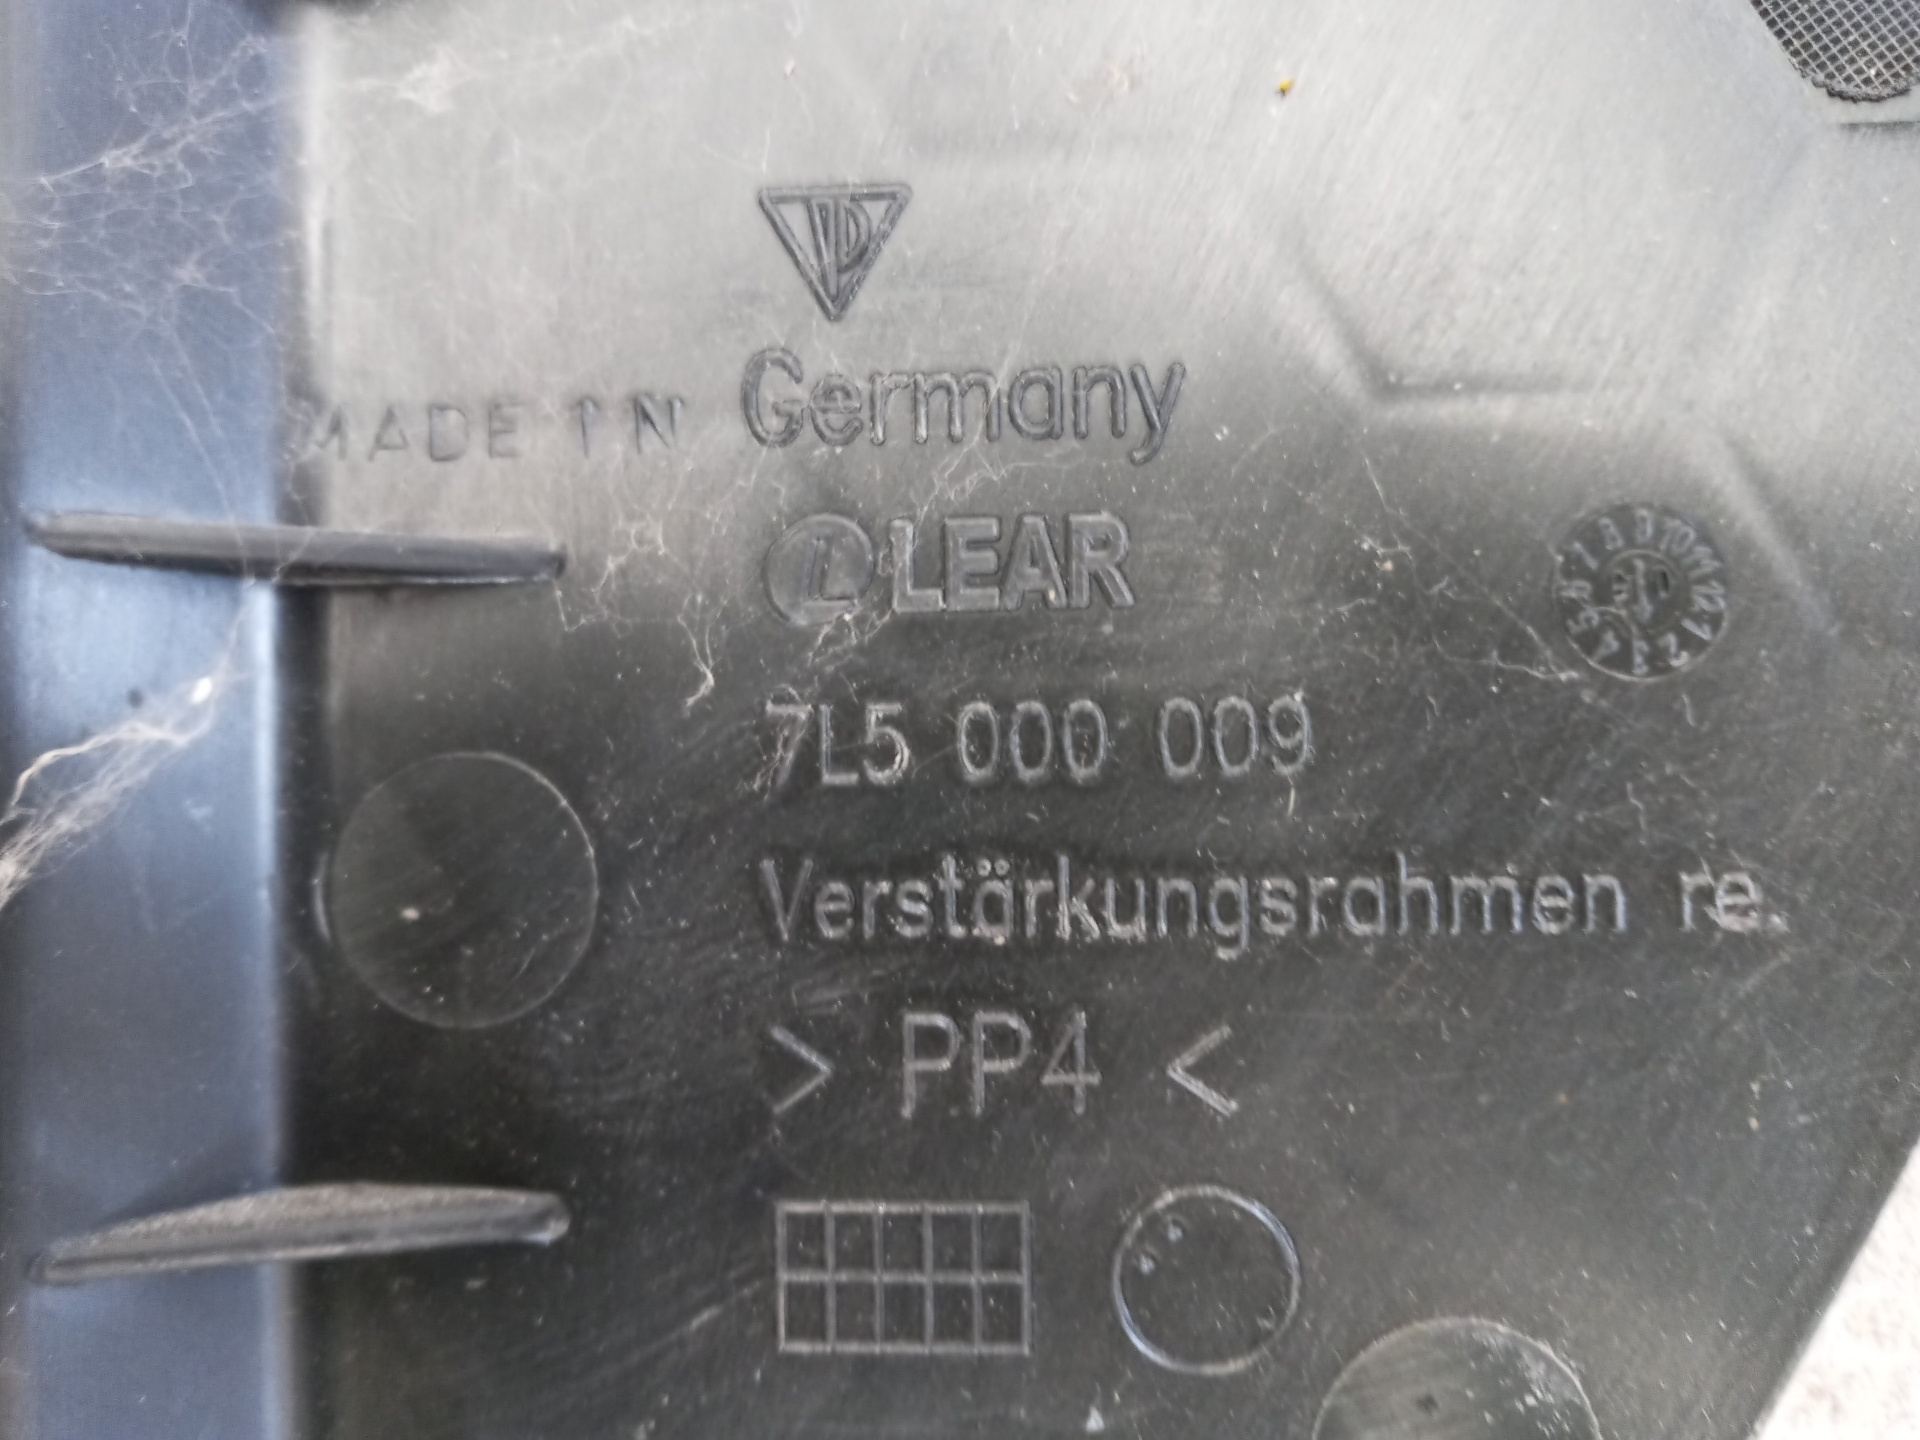 MADE IN Germany
L LEAR
7L5 000 009
Verstärkungsrahmen re.
> PP4 <